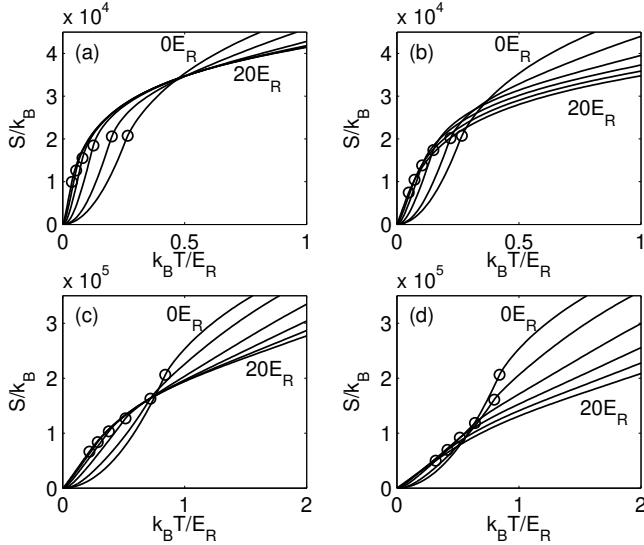 x 10^4
(a)
0E_R
20E_R
S/k_B
4
3
2
1
0
0
0.5
1
k_BT/E_R
x 10^4
(b)
0E_R
20E_R
S/k_B
4
3
2
1
0
0
0.5
1
k_BT/E_R
x 10^5
(c)
0E_R
20E_R
S/k_B
3
2
1
0
0
1
2
k_BT/E_R
x 10^5
(d)
0E_R
20E_R
S/k_B
3
2
1
0
0
1
2
k_BT/E_R